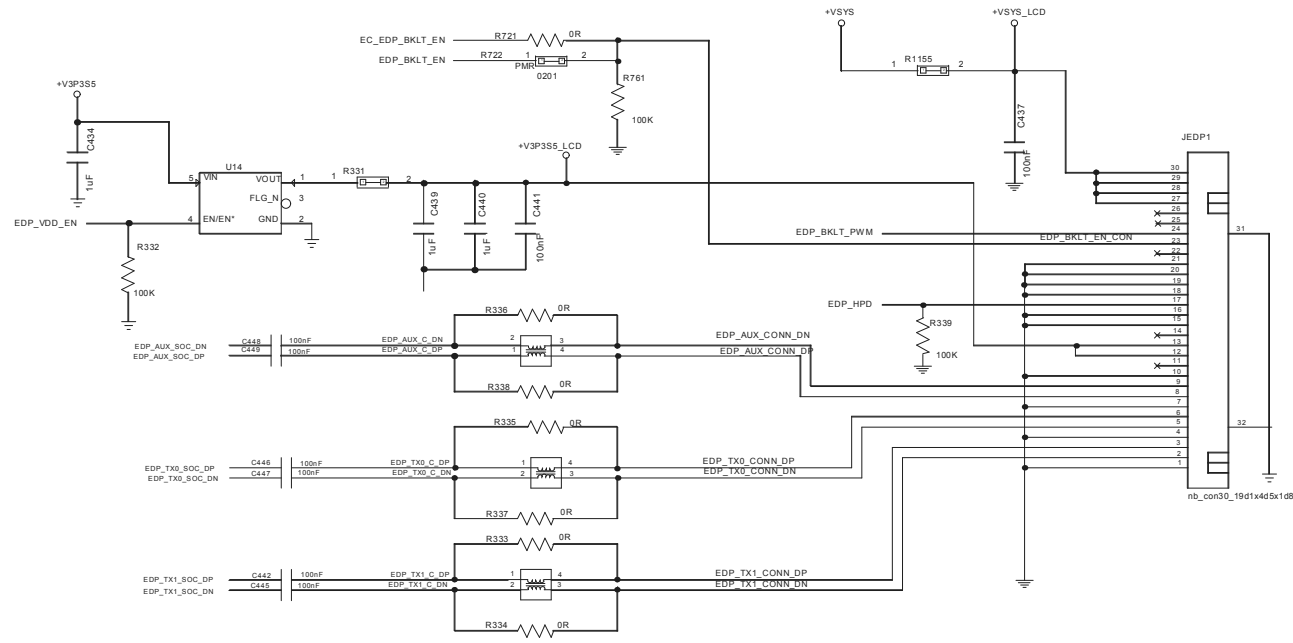 +VSYS
+VSYS_LCD
EC_EDP_BKLT_EN
R721
0R
EDP_BKLT_EN
R722
1
2
PMR
0201
R761
100K
1
R1155
2
C437
100nF
+V3P3S5
C434
1uF
U14
5
VIN
VOUT
1
FLG_N
3
4
EN/EN*
GND
2
EDP_VDD_EN
R332
100K
1
R331
2
+V3P3S5_LCD
C439
1uF
C440
1uF
C441
100nF
JEDP1
30
29
28
27
26
25
24
23
22
21
20
19
18
17
16
15
14
13
12
11
10
9
8
7
6
5
4
3
2
1
31
32
nb_con30_19d1x4d5x1d8
EDP_BKLT_PWM
EDP_BKLT_EN_CON
EDP_HPD
R339
100K
R336
0R
EDP_AUX_SOC_DN
C448
100nF
EDP_AUX_C_DN
2
3
EDP_AUX_CONN_DN
EDP_AUX_SOC_DP
C449
100nF
EDP_AUX_C_DP
1
4
EDP_AUX_CONN_DP
R338
0R
R335
0R
EDP_TX0_SOC_DP
C446
100nF
EDP_TX0_C_DP
1
4
EDP_TX0_CONN_DP
EDP_TX0_SOC_DN
C447
100nF
EDP_TX0_C_DN
2
3
EDP_TX0_CONN_DN
R337
0R
R333
0R
EDP_TX1_SOC_DP
C442
100nF
EDP_TX1_C_DP
1
4
EDP_TX1_CONN_DP
EDP_TX1_SOC_DN
C445
100nF
EDP_TX1_C_DN
2
3
EDP_TX1_CONN_DN
R334
0R